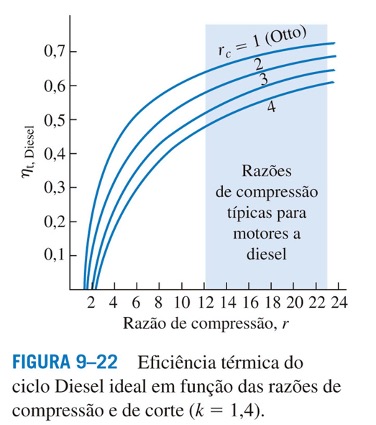 r_c = 1 (Otto)
2
3
4
0,7
0,6
0,5
0,4
0,3
0,2
0,1
η_t, Diesel
Razões
de compressão
típicas para
motores a
diesel
2 4 6 8 10 12 14 16 18 20 22 24
Razão de compressão, r
FIGURA 9–22 Eficiência térmica do
ciclo Diesel ideal em função das razões de
compressão e de corte (k = 1,4).